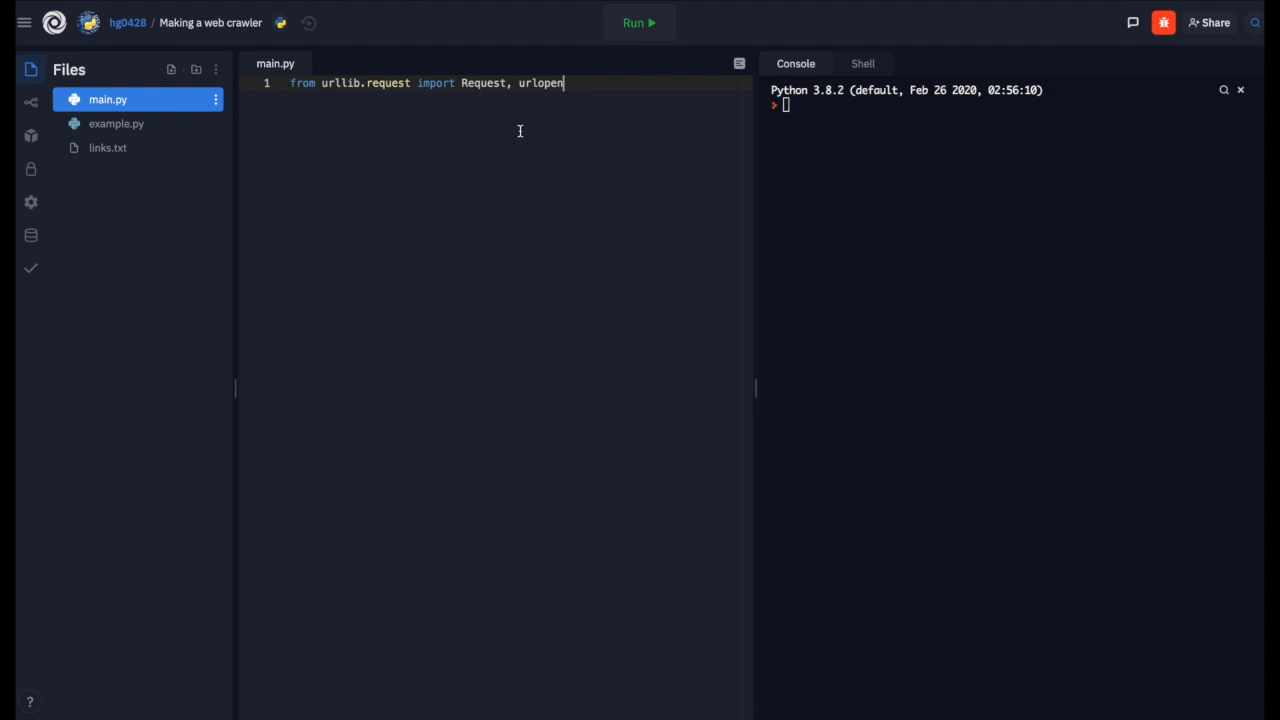 hg0428 / Making a web crawler
Run
Share
Files
main.py
example.py
links.txt
main.py
1 from urllib.request import Request, urlopen
Console
Shell
Python 3.8.2 (default, Feb 26 2020, 02:56:10)
>
?